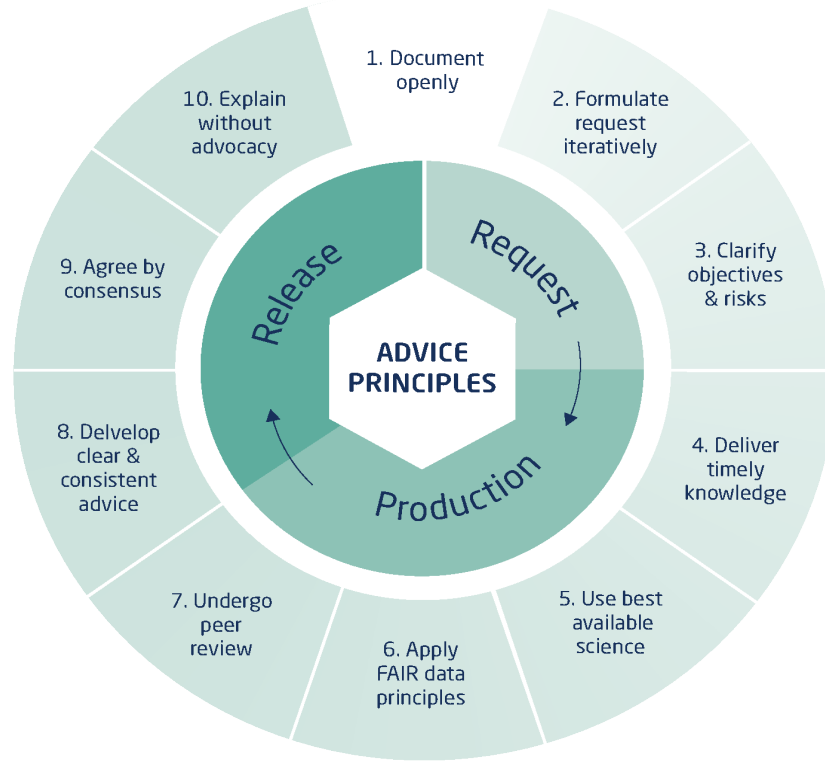 1. Document
openly
2. Formulate
request
iteratively
3. Clarify
objectives
& risks
4. Deliver
timely
knowledge
5. Use best
available
science
6. Apply
FAIR data
principles
7. Undergo
peer
review
8. Delvelop
clear &
consistent
advice
9. Agree by
consensus
10. Explain
without
advocacy
Request
Production
Release
ADVICE
PRINCIPLES